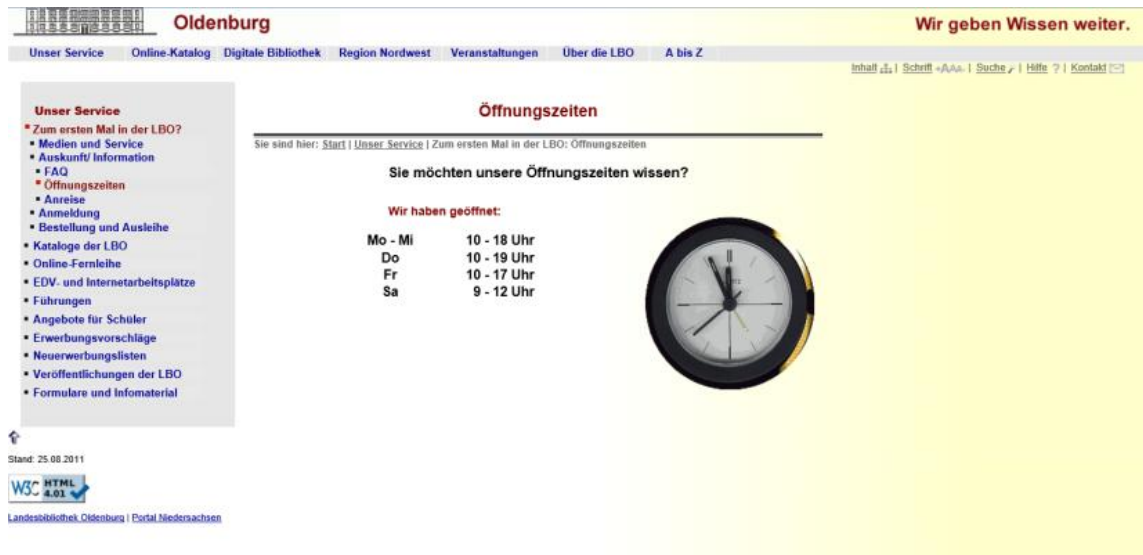 Oldenburg
Wir geben Wissen weiter.
Unser Service Online-Katalog Digitale Bibliothek Region Nordwest Veranstaltungen Über die LBO A bis Z
Inhalt | Schrift +AAA- | Suche | Hilfe ? | Kontakt
Unser Service
Zum ersten Mal in der LBO?
Medien und Service
Auskunft/ Information
FAQ
Öffnungszeiten
Anreise
Anmeldung
Bestellung und Ausleihe
Kataloge der LBO
Online-Fernleihe
EDV- und Internetarbeitsplätze
Führungen
Angebote für Schüler
Erwerbungsvorschläge
Neuerwerbungslisten
Veröffentlichungen der LBO
Formulare und Infomaterial
Öffnungszeiten
Sie sind hier: Start | Unser Service | Zum ersten Mal in der LBO: Öffnungszeiten
Sie möchten unsere Öffnungszeiten wissen?
Wir haben geöffnet:
Mo - Mi 10 - 18 Uhr
Do 10 - 19 Uhr
Fr 10 - 17 Uhr
Sa 9 - 12 Uhr
Stand: 25.08.2011
W3C HTML 4.01
Landesbibliothek Oldenburg | Portal Niedersachsen